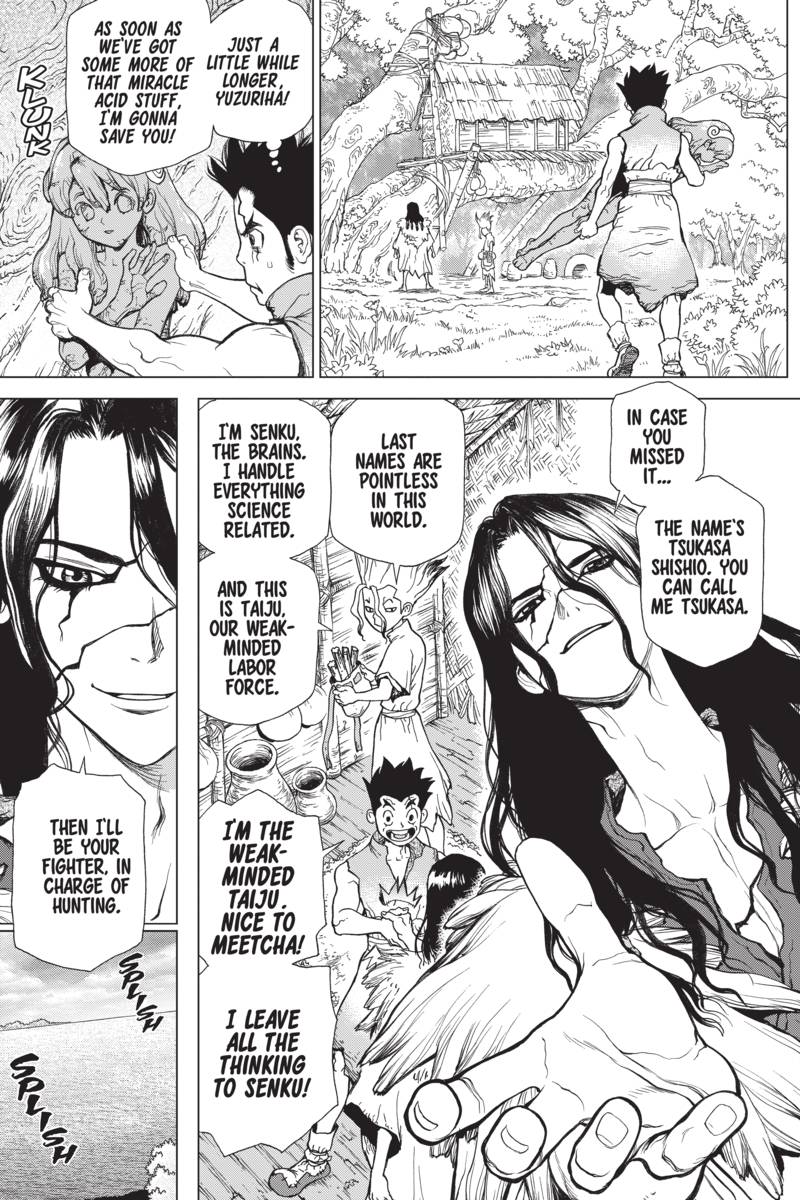 JUST A
LITTLE WHILE
LONGER,
YUZURIHA!
AS SOON AS
WE'VE GOT
SOME MORE OF
THAT MIRACLE
ACID STUFF,
I'M GONNA
SAVE YOU!
KLUNK
IN CASE
YOU
MISSED
IT...
THE NAME'S
TSUKASA
SHISHIO. YOU
CAN CALL
ME TSUKASA.
LAST
NAMES ARE
POINTLESS
IN THIS
WORLD.
I'M SENKU,
THE BRAINS.
I HANDLE
EVERYTHING
SCIENCE
RELATED.
AND THIS
IS TAIJU,
OUR WEAK-
MINDED
LABOR
FORCE.
I'M THE
WEAK-
MINDED
TAIJU.
NICE TO
MEETCHA!
I LEAVE
ALL THE
THINKING
TO SENKU!
THEN I'LL
BE YOUR
FIGHTER, IN
CHARGE OF
HUNTING.
SPLISH
SPLISH